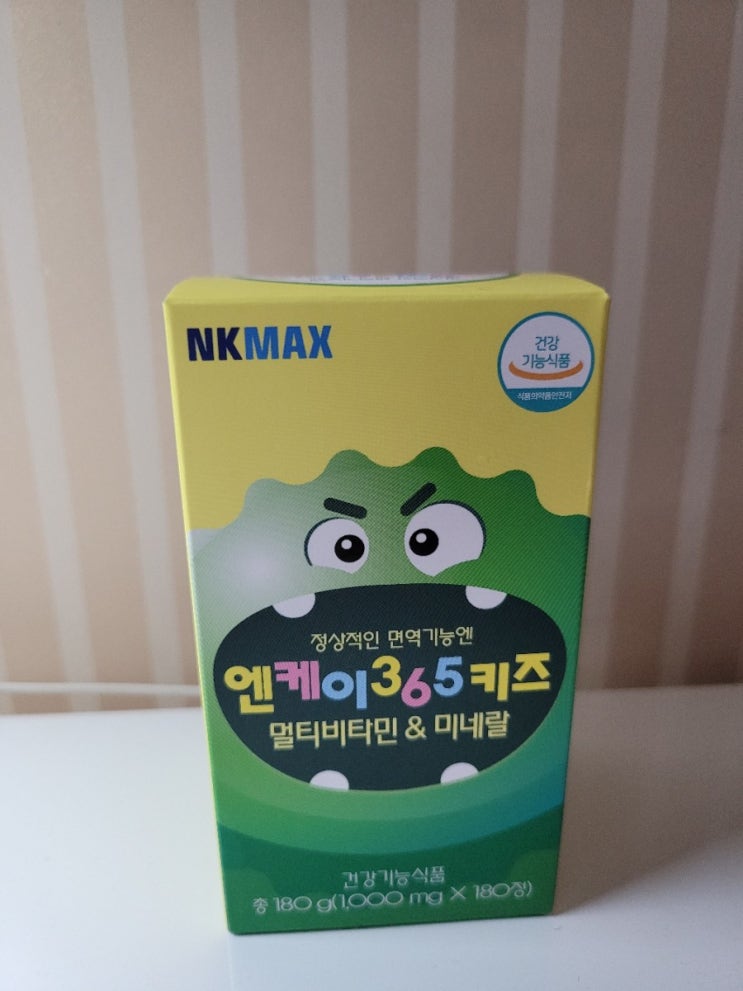 NKMAX
건강
기능식품
식품의약품안전처
정상적인 면역기능엔
엔케이365키즈
멀티비타민 & 미네랄
건강기능식품
총 180 g(1,000 mg X 180정)